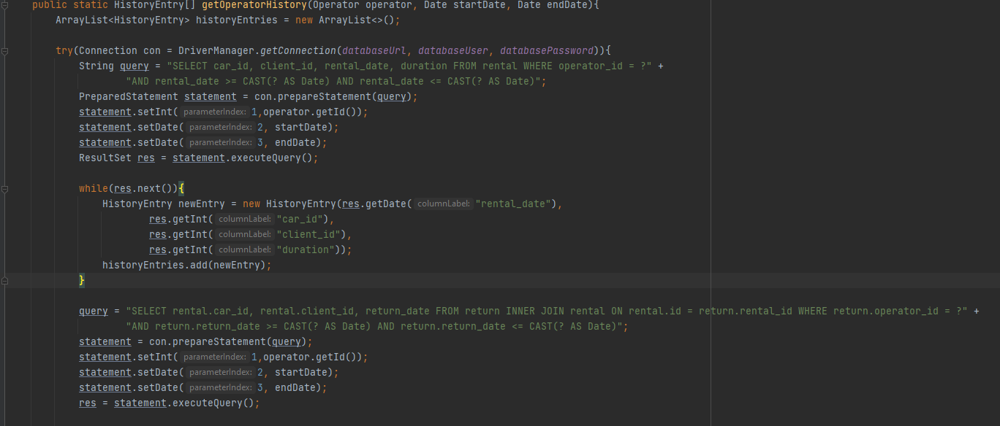 public static HistoryEntry[] getOperatorHistory(Operator operator, Date startDate, Date endDate){
ArrayList<HistoryEntry> historyEntries = new ArrayList<>();
try(Connection con = DriverManager.getConnection(databaseUrl, databaseUser, databasePassword)){
String query = "SELECT car_id, client_id, rental_date, duration FROM rental WHERE operator_id = ?" +
"AND rental_date >= CAST(? AS Date) AND rental_date <= CAST(? AS Date)";
PreparedStatement statement = con.prepareStatement(query);
statement.setInt( parameterIndex: 1,operator.getId());
statement.setDate( parameterIndex: 2, startDate);
statement.setDate( parameterIndex: 3, endDate);
ResultSet res = statement.executeQuery();
while(res.next()){
HistoryEntry newEntry = new HistoryEntry(res.getDate( columnLabel: "rental_date"),
res.getInt( columnLabel: "car_id"),
res.getInt( columnLabel: "client_id"),
res.getInt( columnLabel: "duration"));
historyEntries.add(newEntry);
}
query = "SELECT rental.car_id, rental.client_id, return_date FROM return INNER JOIN rental ON rental.id = return.rental_id WHERE return.operator_id = ?" +
"AND return.return_date >= CAST(? AS Date) AND return.return_date <= CAST(? AS Date)";
statement = con.prepareStatement(query);
statement.setInt( parameterIndex: 1,operator.getId());
statement.setDate( parameterIndex: 2, startDate);
statement.setDate( parameterIndex: 3, endDate);
res = statement.executeQuery();